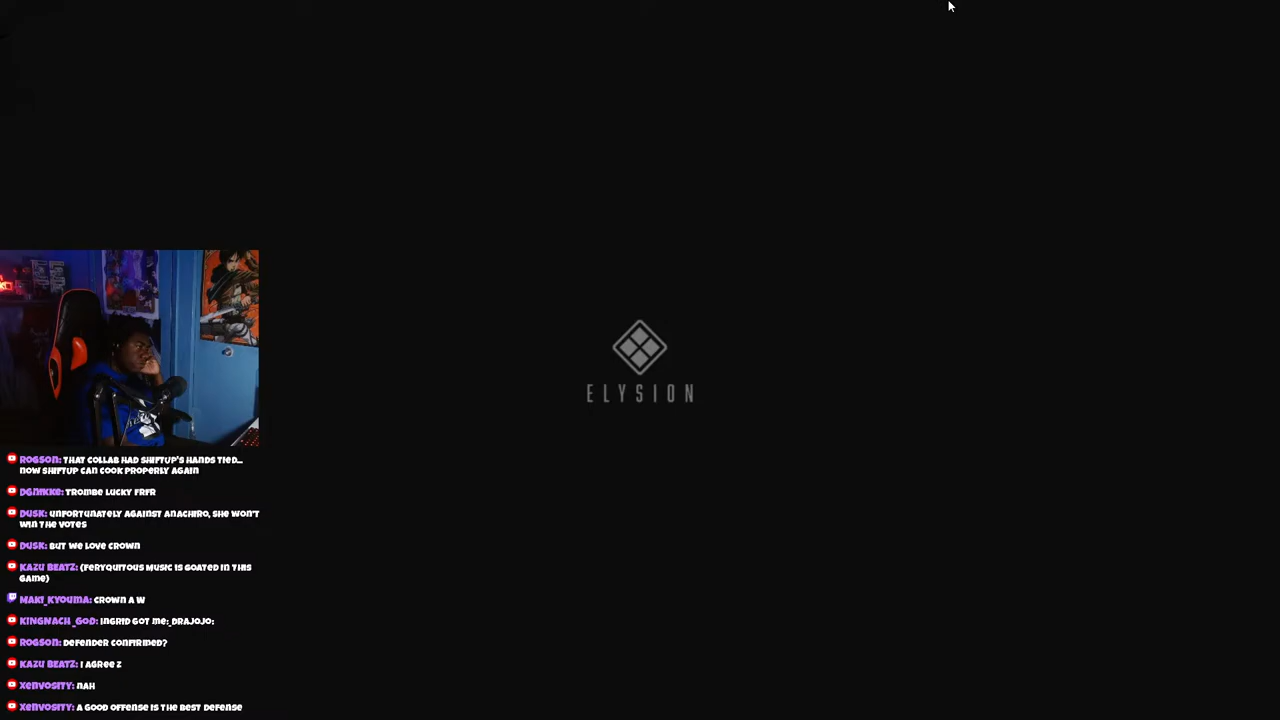 ELYSION
ROGSON: THAT COLLAB HAD SHIFTUP'S HANDS TIED...
NOW SHIFTUP CAN COOK PROPERLY AGAIN
DGNIKKE: TROMBE LUCKY FRFR
DUSK: UNFORTUNATELY AGAINST ANACHIRO, SHE WON'T
WIN THE VOTES
DUSK: BUT WE LOVE CROWN
KAZU BEATZ: (FERYQUITOUS MUSIC IS GOATED IN THIS
GAME)
MAKI_KYOUMA: CROWN A W
KINGNACH_GOD: INGRID GOT ME:_DRAJOJO:
ROGSON: DEFENDER CONFIRMED?
KAZU BEATZ: I AGREE Z
XENVOSITY: NAH
XENVOSITY: A GOOD OFFENSE IS THE BEST DEFENSE